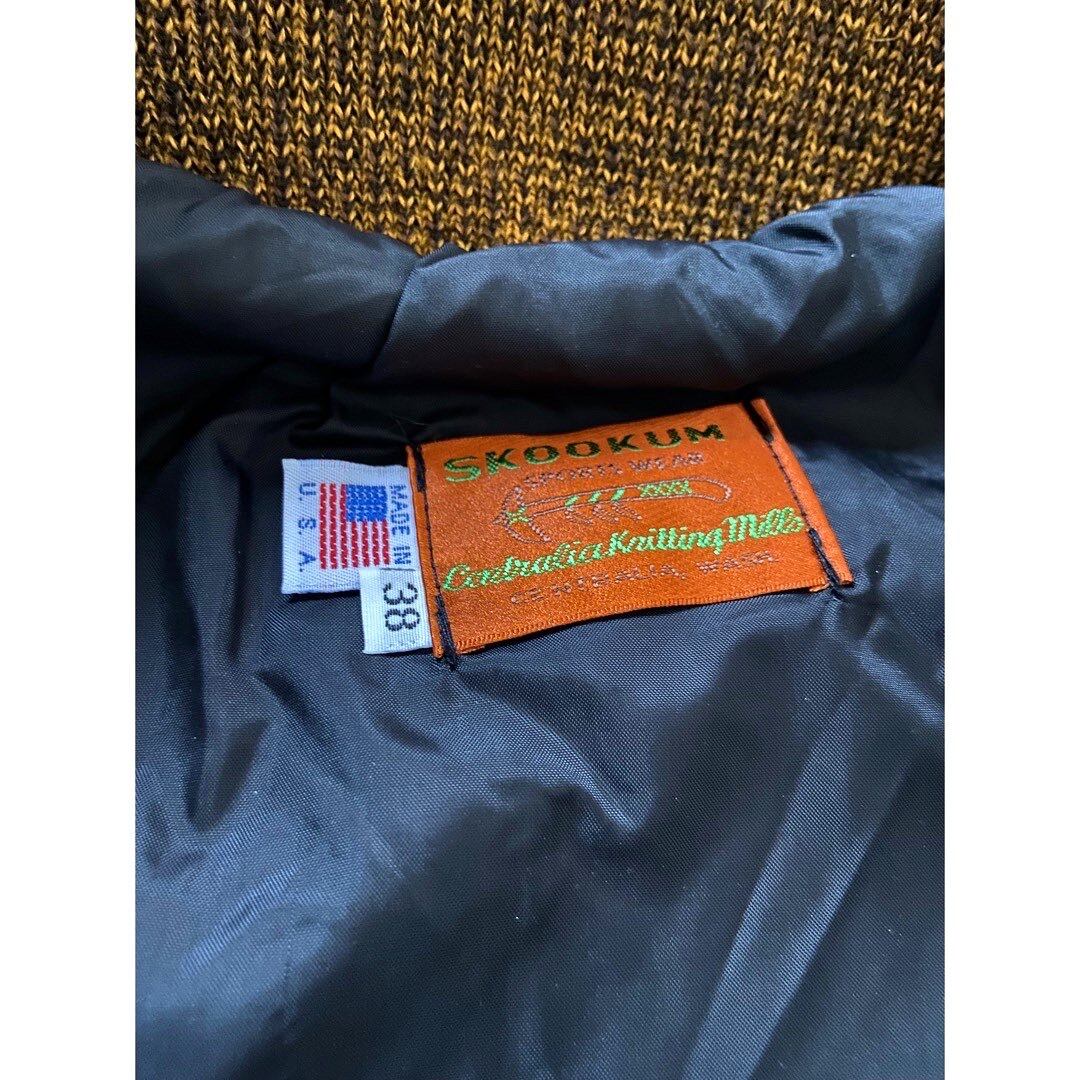 SKOOKUM
SPORTS WEAR
Centralia Knitting Mills
CENTRALIA, WASH
MADE IN
U. S. A
38